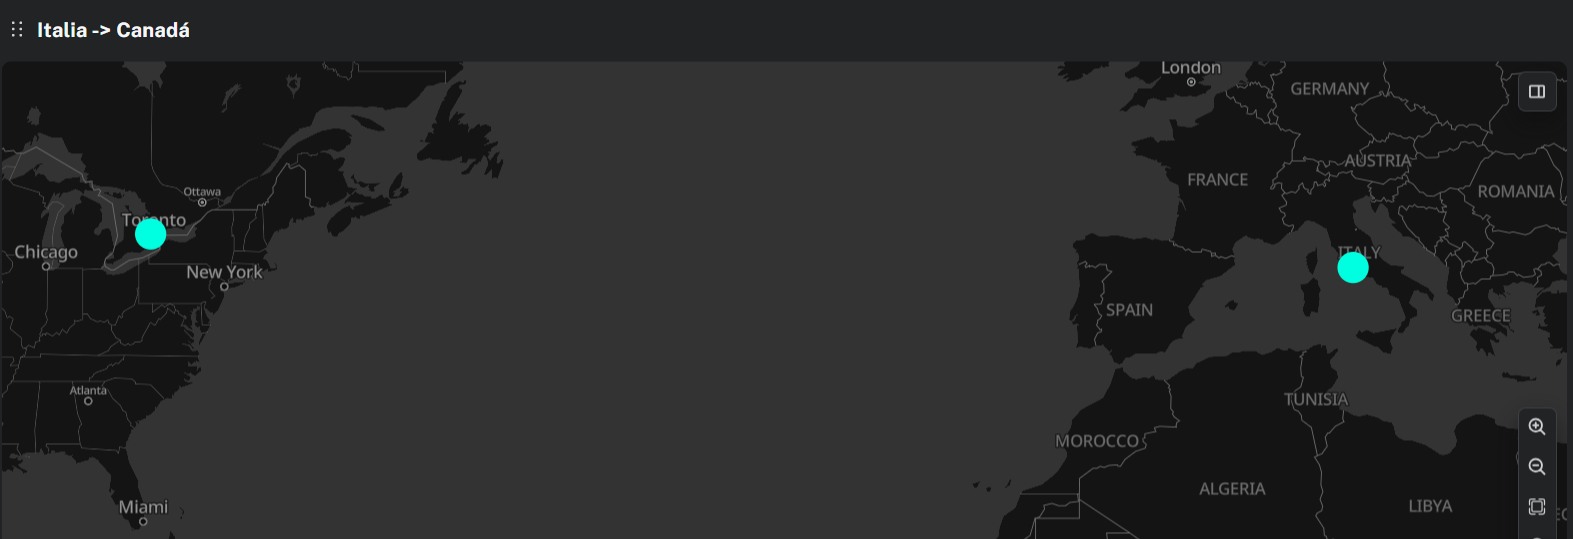 Italia -> Canadá
London
GERMANY
AUSTRIA
FRANCE
ROMANIA
Ottawa
Toronto
Chicago
New York
ITALY
SPAIN
GREECE
Atlanta
TUNISIA
MOROCCO
ALGERIA
LIBYA
Miami